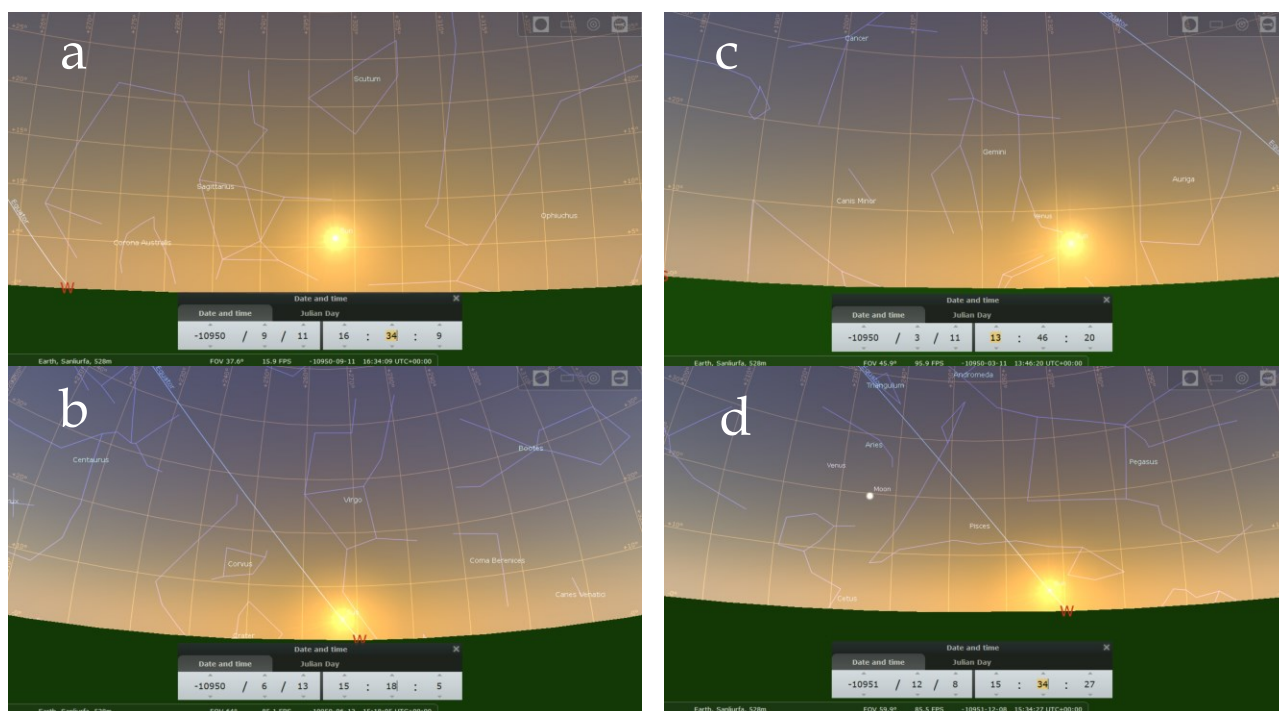 a
Scutum
Sagittarius
Ophiuchus
Corona Australis
Equator
W
Date and time
Date and time Julian Day
-10950 / 9 / 11 16 : 34 : 9
Earth, Sanliurfa, 528m FOV 37.6° 15.9 FPS -10950-09-11 16:34:09 UTC+00:00
c
Cancer
Equator
Gemini
Auriga
Canis Minor
Venus
S
Date and time
Date and time Julian Day
-10950 / 3 / 11 13 : 46 : 20
Earth, Sanliurfa, 528m FOV 45.9° 95.9 FPS -10950-03-11 13:46:20 UTC+00:00
b
Equator
Centaurus
Bootes
Virgo
Corvus
Coma Berenices
Canes Venatici
Crater
W
Date and time
Date and time Julian Day
-10950 / 6 / 13 15 : 18 : 5
d
Andromeda
Triangulum
Aries
Venus
Pegasus
Moon
Pisces
Cetus
W
Date and time
Date and time Julian Day
-10951 / 12 / 8 15 : 34 : 27
Earth, Sanliurfa, 528m FOV 59.9° 85.5 FPS -10951-12-08 15:34:27 UTC+00:00